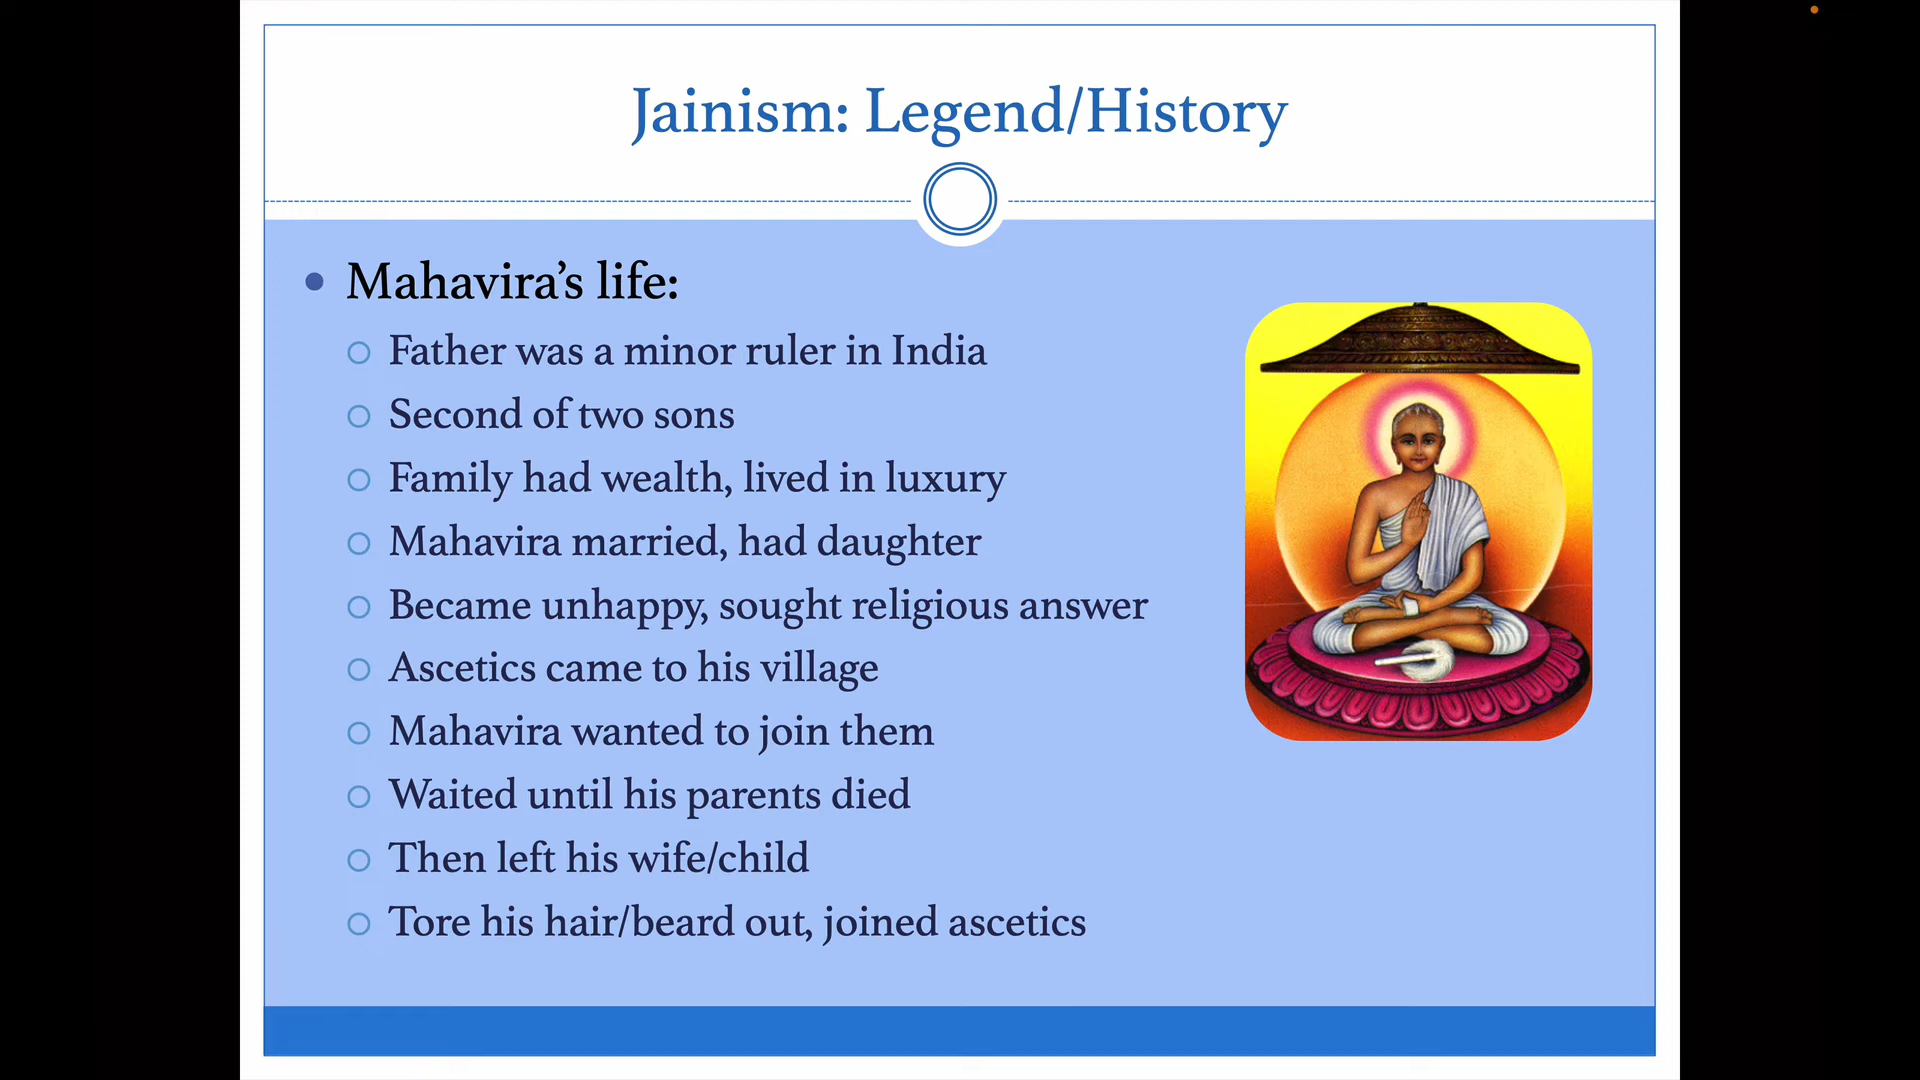 Jainism: Legend/History
Mahavira’s life:
Father was a minor ruler in India
Second of two sons
Family had wealth, lived in luxury
Mahavira married, had daughter
Became unhappy, sought religious answer
Ascetics came to his village
Mahavira wanted to join them
Waited until his parents died
Then left his wife/child
Tore his hair/beard out, joined ascetics